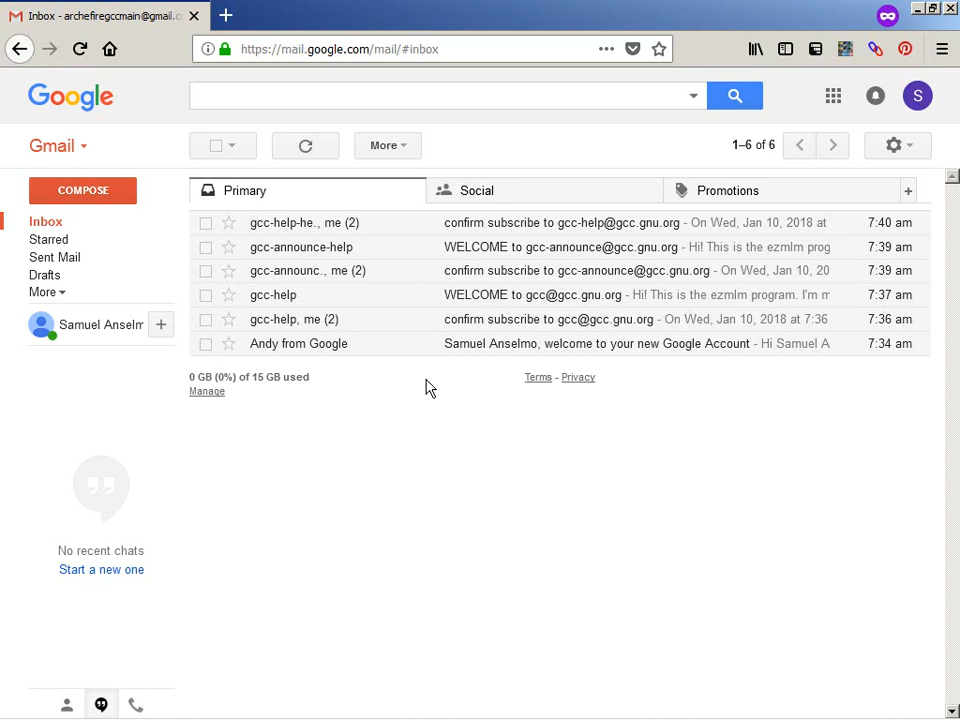 Inbox - archefiregccmain@gmail.c
https://mail.google.com/mail/#inbox
Google
S
Gmail
More
1–6 of 6
COMPOSE
Inbox
Starred
Sent Mail
Drafts
More
Samuel Anselm
Primary
Social
Promotions
gcc-help-he., me (2) confirm subscribe to gcc-help@gcc.gnu.org - On Wed, Jan 10, 2018 at 7:40 am
gcc-announce-help WELCOME to gcc-announce@gcc.gnu.org - Hi! This is the ezmlm prog 7:39 am
gcc-announc., me (2) confirm subscribe to gcc-announce@gcc.gnu.org - On Wed, Jan 10, 20 7:39 am
gcc-help WELCOME to gcc@gcc.gnu.org - Hi! This is the ezmlm program. I'm m 7:37 am
gcc-help, me (2) confirm subscribe to gcc@gcc.gnu.org - On Wed, Jan 10, 2018 at 7:36 7:36 am
Andy from Google Samuel Anselmo, welcome to your new Google Account - Hi Samuel A 7:34 am
0 GB (0%) of 15 GB used
Manage
Terms - Privacy
No recent chats
Start a new one